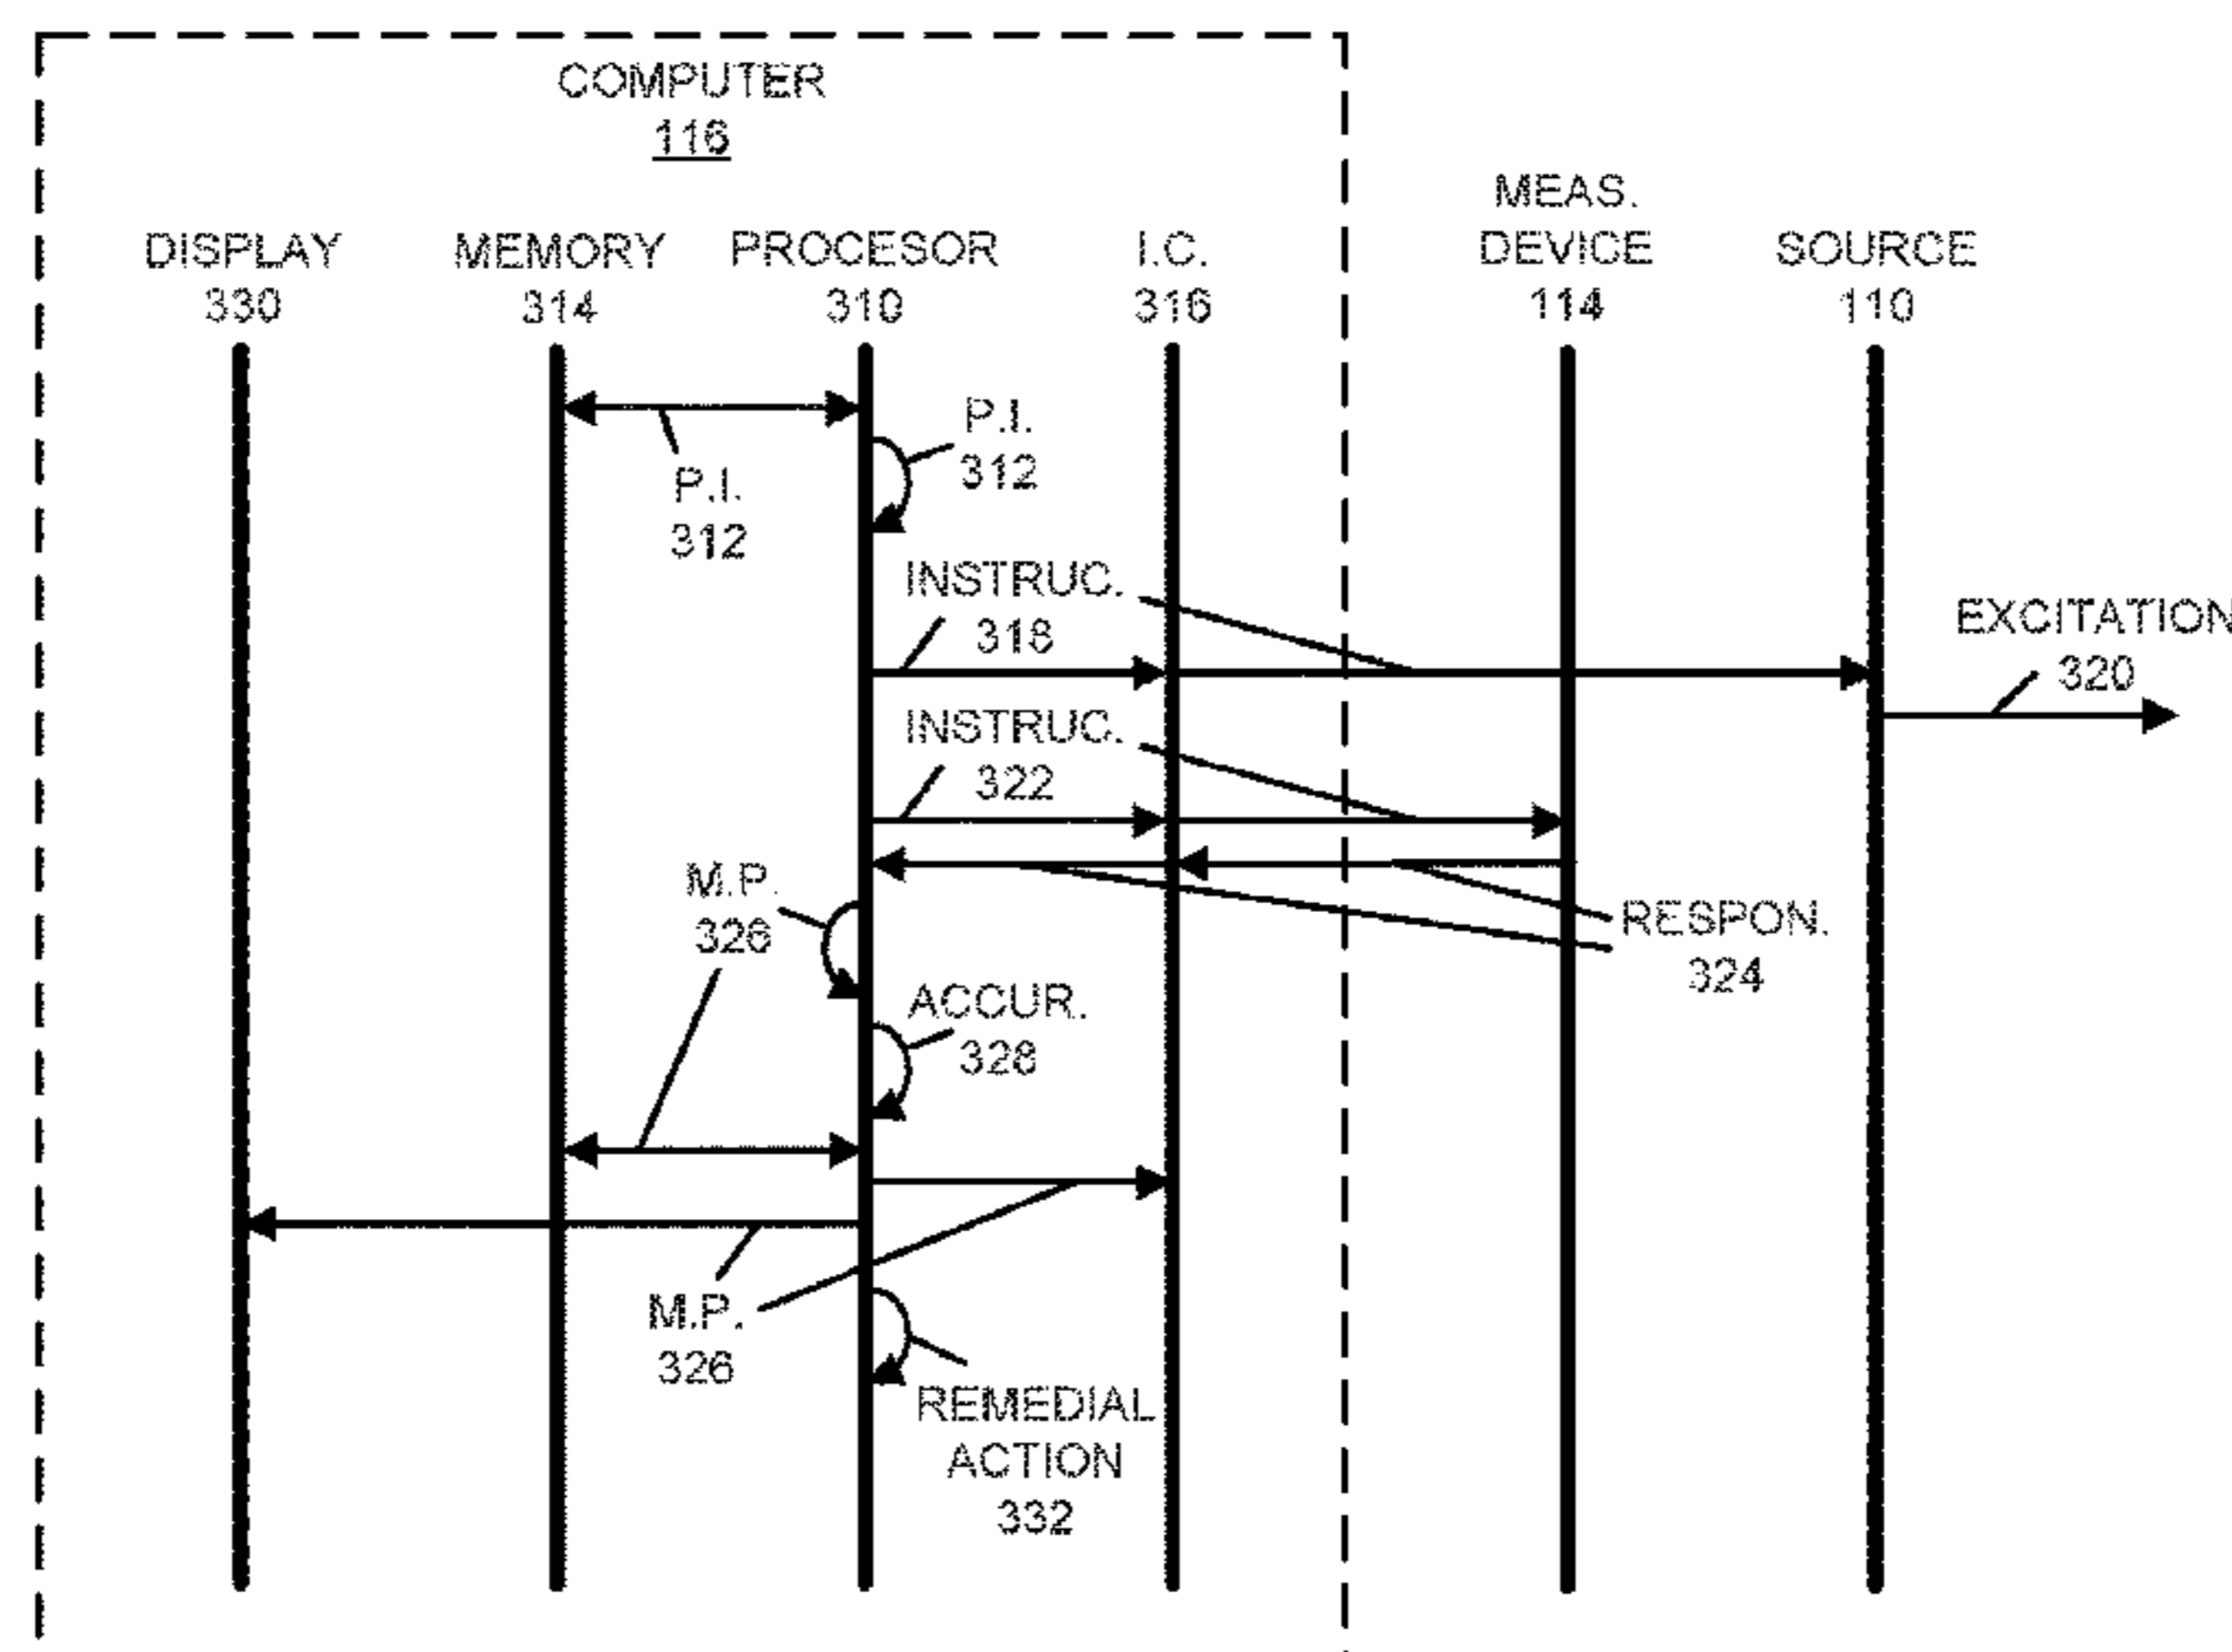 COMPUTER
116
MEAS.
DISPLAY MEMORY PROCESOR I.C. DEVICE SOURCE
330 314 310 316 114 110
P.I.
312
P.I.
312
INSTRUC.
318
EXCITATION
320
INSTRUC.
322
M.P.
326
RESPON.
324
ACCUR.
328
M.P.
326
REMEDIAL
ACTION
332